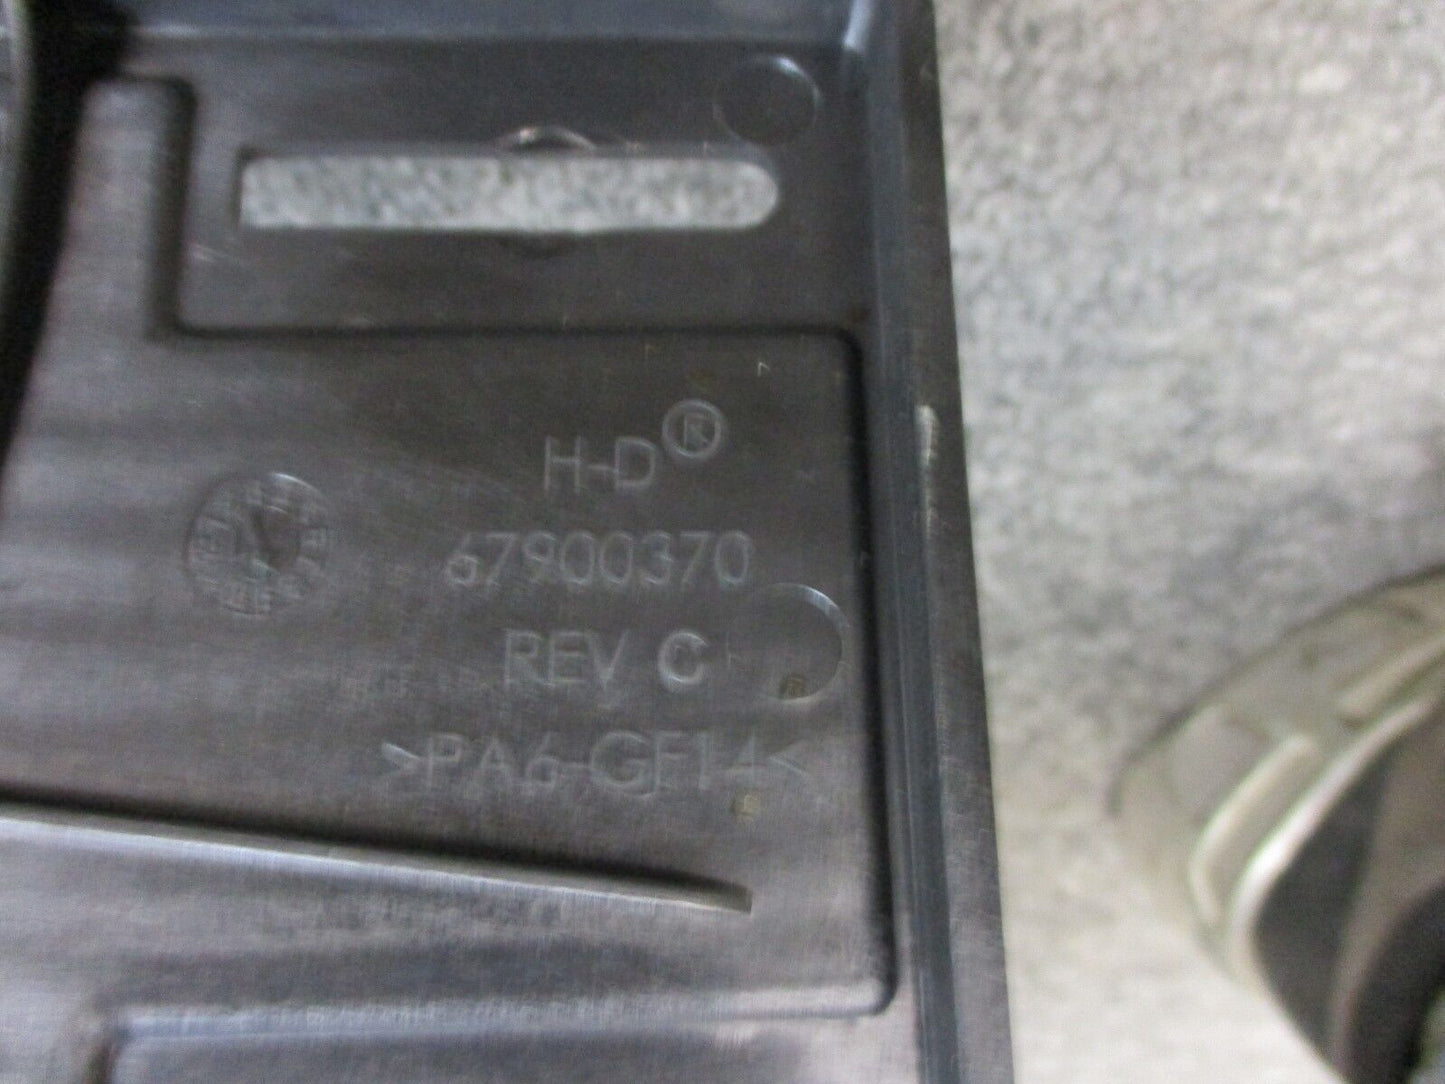 H-D®
67900370
REV C
>PA6-GF14<